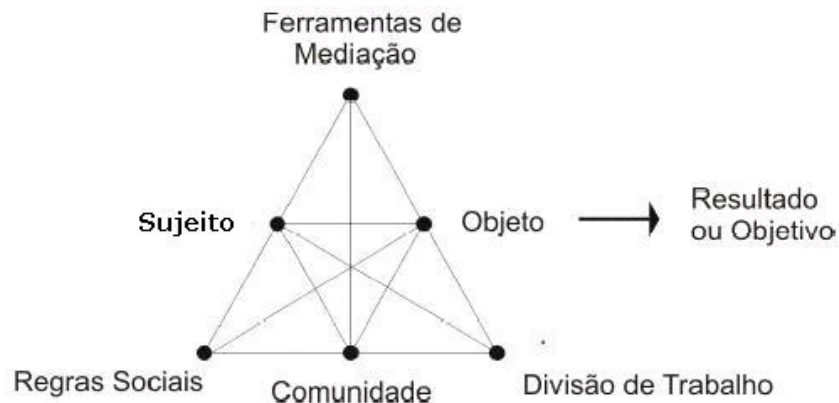 Ferramentas de
Mediação
Sujeito
Objeto
Resultado
ou Objetivo
Regras Sociais
Comunidade
Divisão de Trabalho